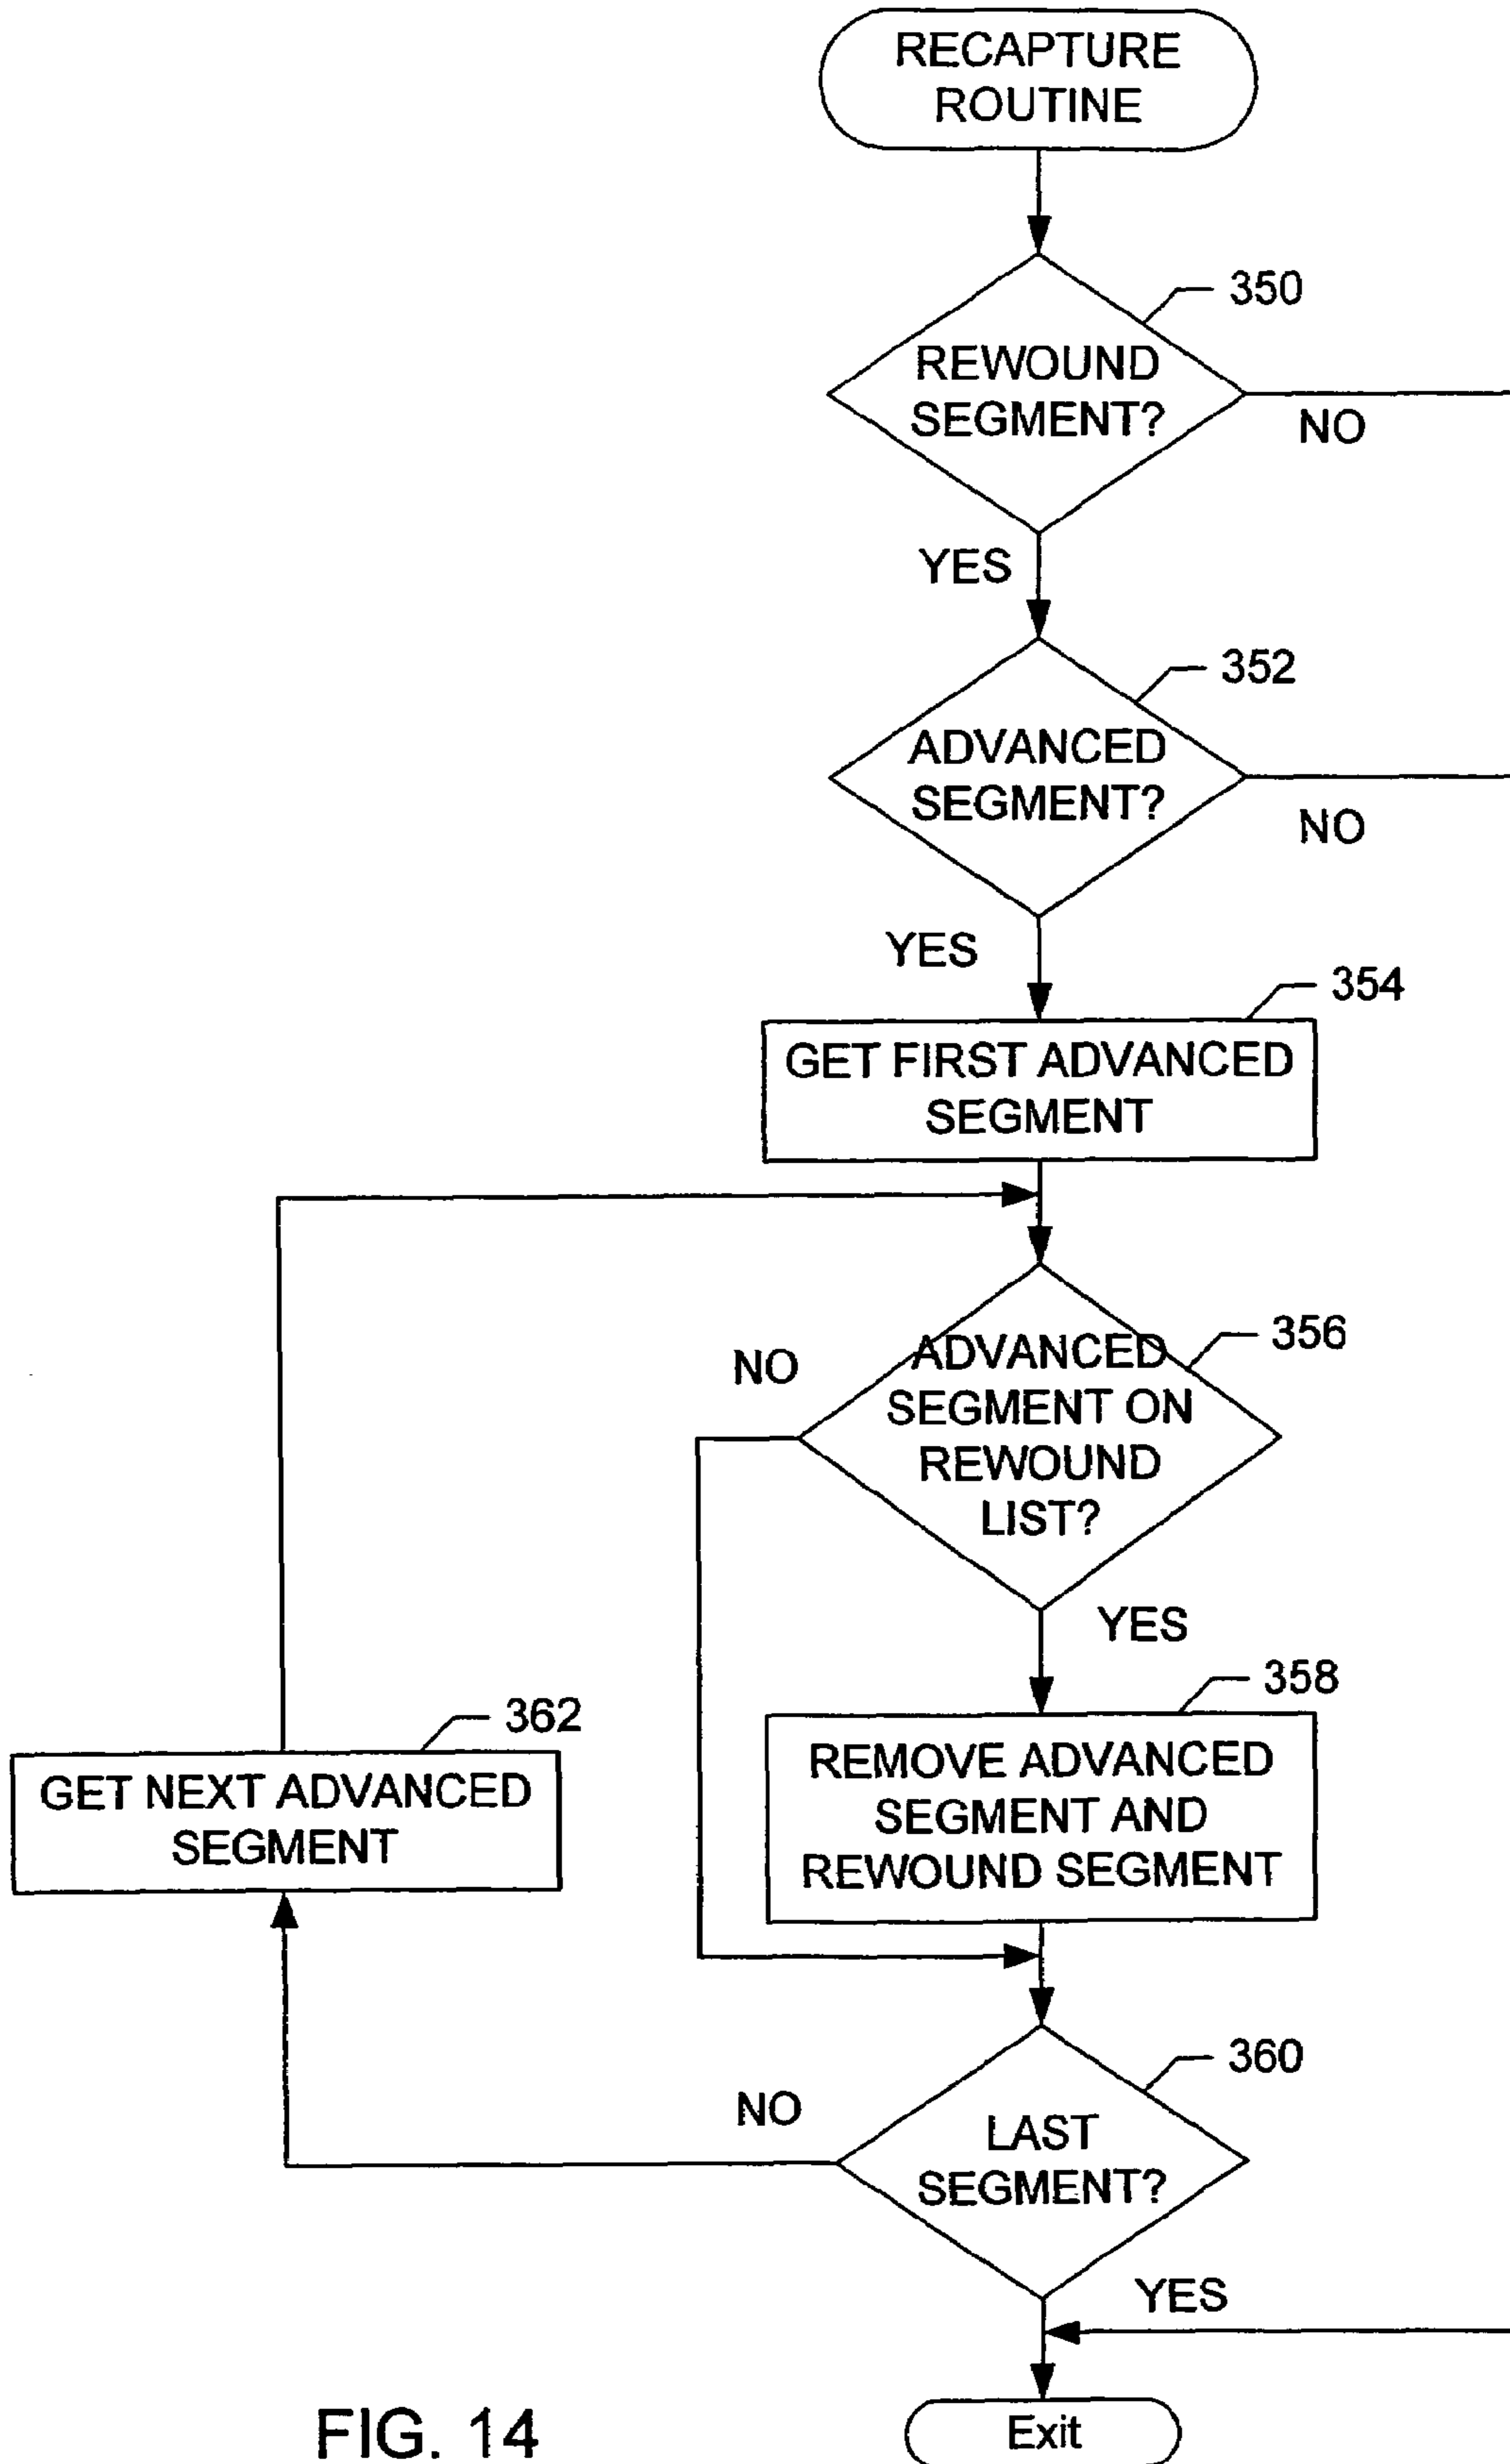 RECAPTURE
ROUTINE
350
REWOUND
SEGMENT?
NO
YES
352
ADVANCED
SEGMENT?
NO
YES
354
GET FIRST ADVANCED
SEGMENT
356
NO
ADVANCED
SEGMENT ON
REWOUND
LIST?
YES
358
REMOVE ADVANCED
SEGMENT AND
REWOUND SEGMENT
362
GET NEXT ADVANCED
SEGMENT
360
NO
LAST
SEGMENT?
YES
Exit
FIG. 14